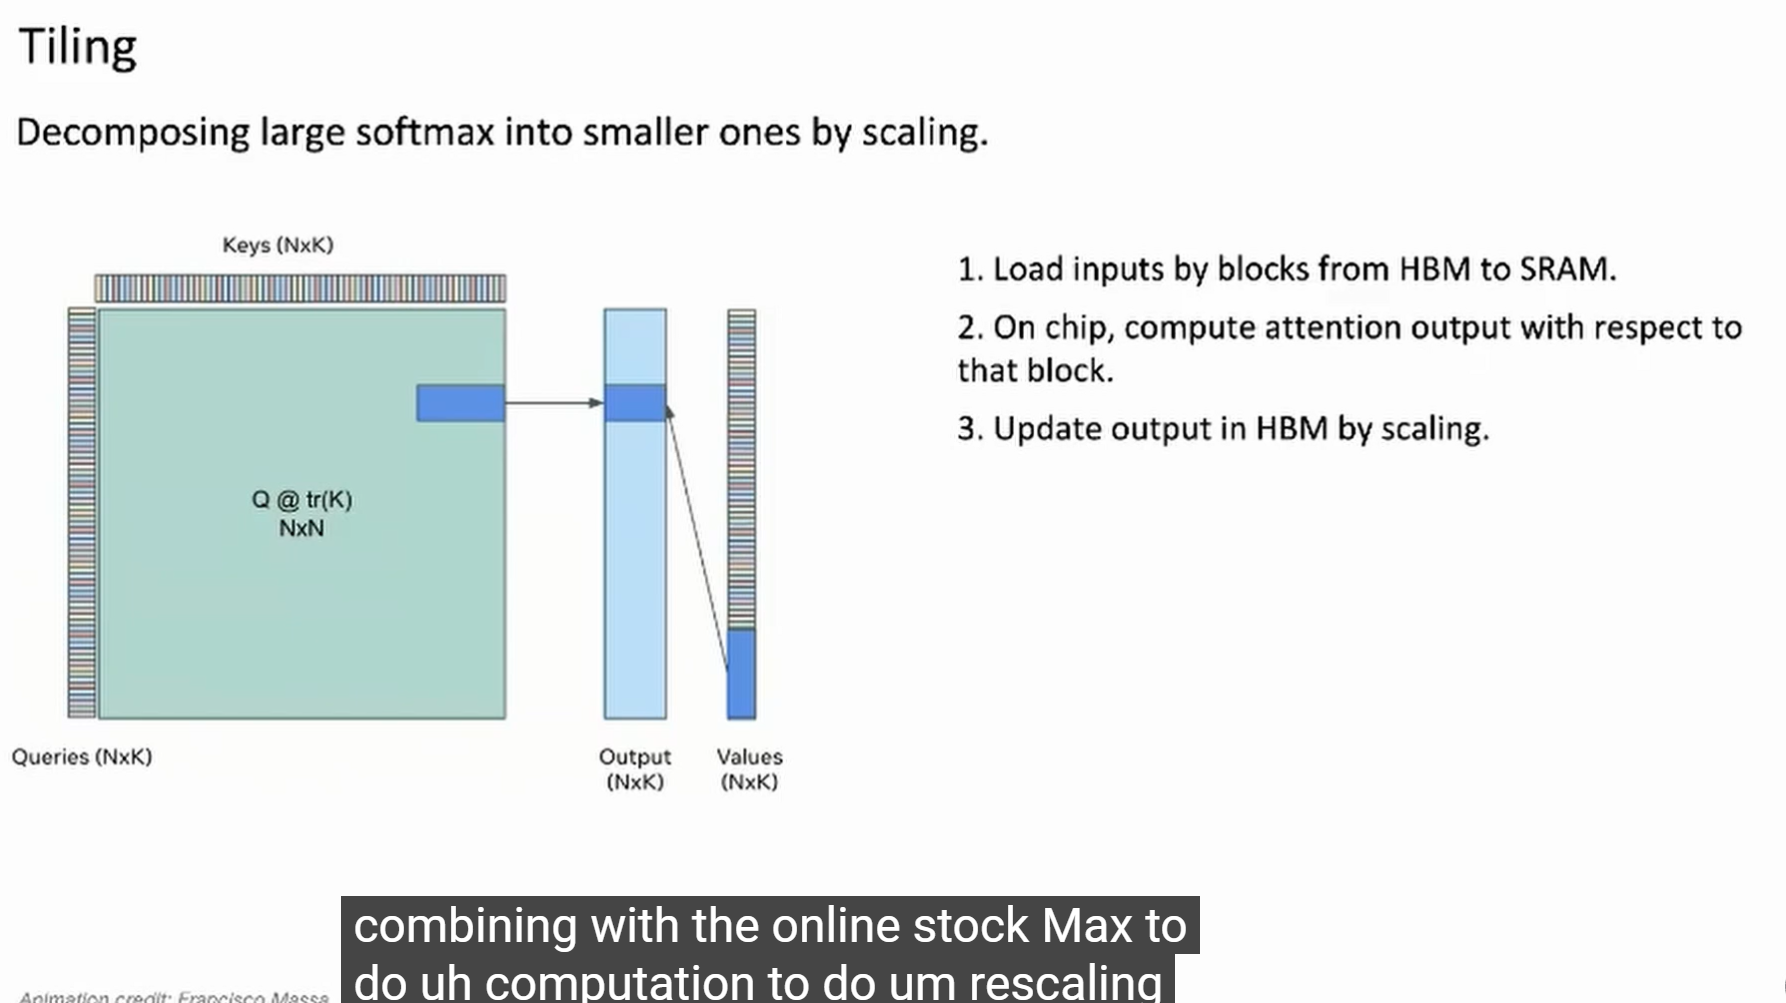 Tiling
Decomposing large softmax into smaller ones by scaling.
Keys (NxK)
Q @ tr(K)
NxN
Queries (NxK)
Output
(NxK)
Values
(NxK)
1. Load inputs by blocks from HBM to SRAM.
2. On chip, compute attention output with respect to
that block.
3. Update output in HBM by scaling.
combining with the online stock Max to
do uh computation to do um rescaling
Animation credit: Francisco Massa